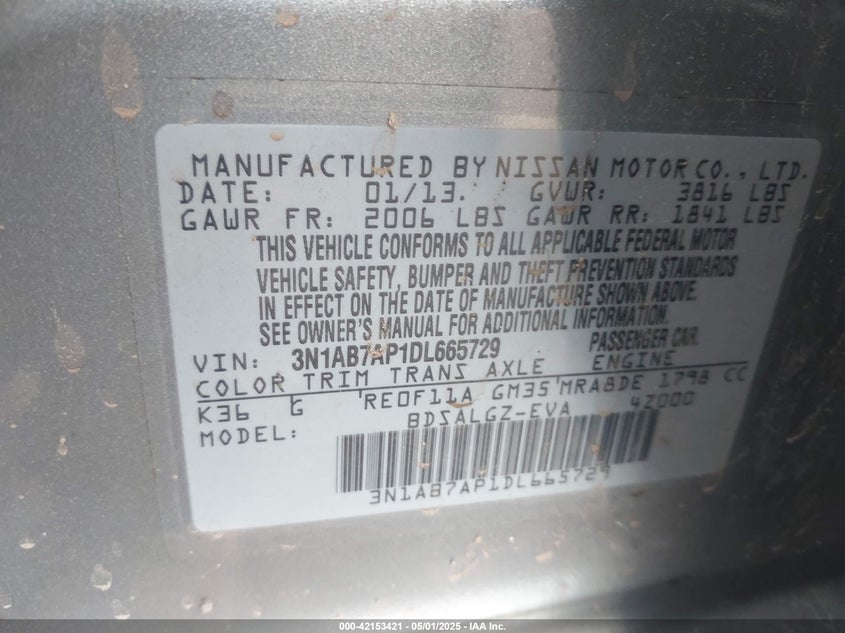 MANUFACTURED BY NISSAN MOTOR CO., LTD.
DATE: 01/13. GVWR: 3816 LBS
GAWR FR: 2006 LBS GAWR RR: 1841 LBS
THIS VEHICLE CONFORMS TO ALL APPLICABLE FEDERAL MOTOR
VEHICLE SAFETY, BUMPER AND THEFT PREVENTION STANDARDS
IN EFFECT ON THE DATE OF MANUFACTURE SHOWN ABOVE.
SEE OWNER'S MANUAL FOR ADDITIONAL INFORMATION.
VIN: 3N1AB7AP1DL665729 PASSENGER CAR.
COLOR TRIM TRANS AXLE ENGINE
K36 G 'RE0F11A GM35'MRA8DE 1798 CC
MODEL: BDSALGZ-EVA 42000
3N1AB7AP1DL665729
000-42153421 - 05/01/2025 - IAA Inc.